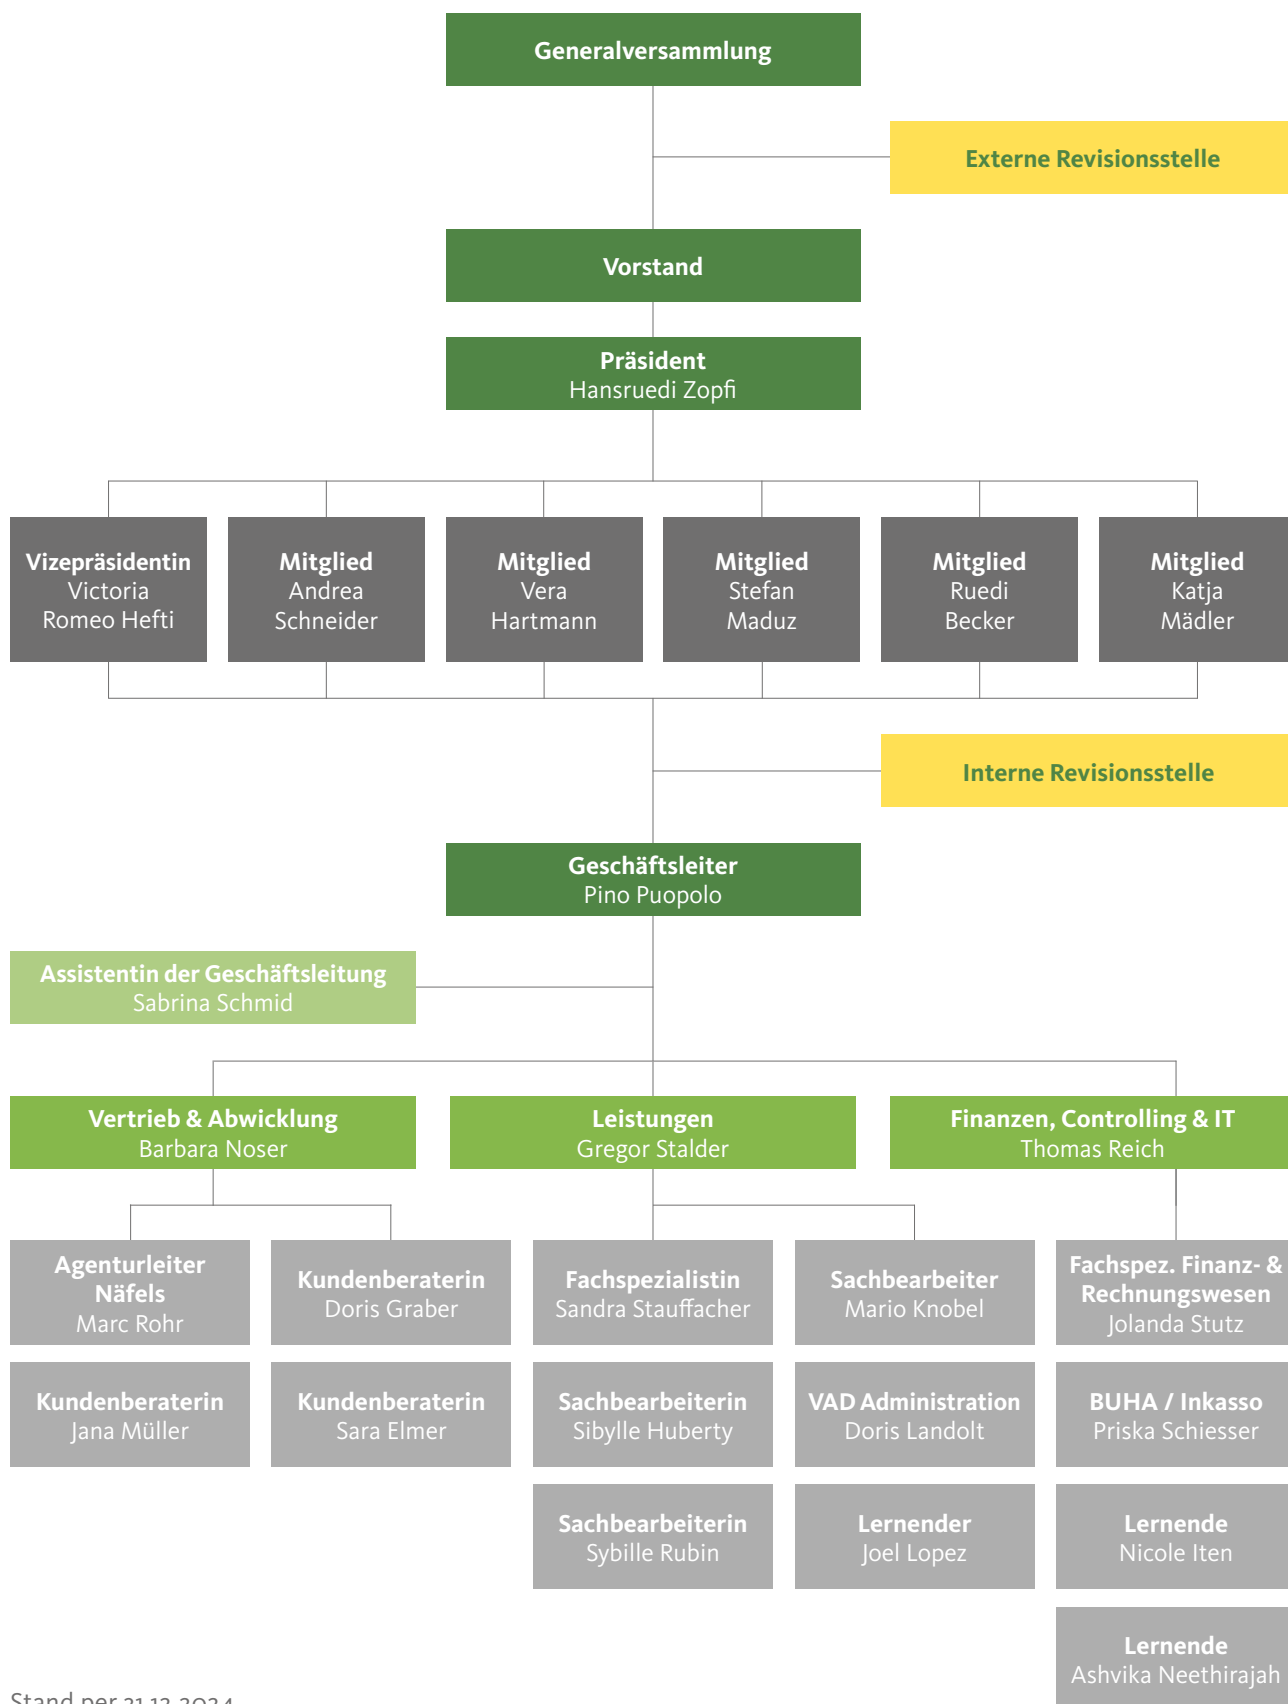 Generalversammlung
Externe Revisionsstelle
Vorstand
Präsident
Hansruedi Zopfi
Vizepräsidentin
Victoria
Romeo Hefti
Mitglied
Andrea
Schneider
Mitglied
Vera
Hartmann
Mitglied
Stefan
Maduz
Mitglied
Ruedi
Becker
Mitglied
Katja
Mädler
Interne Revisionsstelle
Geschäftsleiter
Pino Puopolo
Assistentin der Geschäftsleitung
Sabrina Schmid
Vertrieb & Abwicklung
Barbara Noser
Leistungen
Gregor Stalder
Finanzen, Controlling & IT
Thomas Reich
Agenturleiter
Näfels
Marc Rohr
Kundenberaterin
Doris Graber
Fachspezialistin
Sandra Stauffacher
Sachbearbeiter
Mario Knobel
Fachspez. Finanz- &
Rechnungswesen
Jolanda Stutz
Kundenberaterin
Jana Müller
Kundenberaterin
Sara Elmer
Sachbearbeiterin
Sibylle Huberty
VAD Administration
Doris Landolt
BUHA / Inkasso
Priska Schiesser
Sachbearbeiterin
Sybille Rubin
Lernender
Joel Lopez
Lernende
Nicole Iten
Lernende
Ashvika Neethirajah
Stand per 31.12.2024